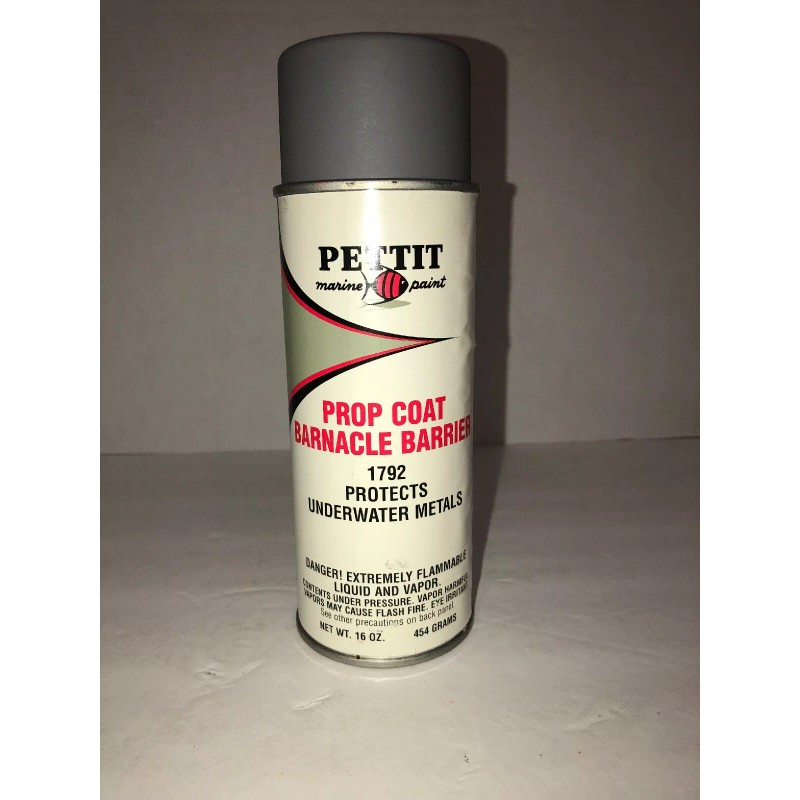 PETTIT
marine paint
PROP COAT
BARNACLE BARRIER
1792
PROTECTS
UNDERWATER METALS
DANGER! EXTREMELY FLAMMABLE
LIQUID AND VAPOR.
CONTENTS UNDER PRESSURE. VAPOR HARMFUL.
VAPORS MAY CAUSE FLASH FIRE. EYE IRRITANT.
See other precautions on back panel.
NET WT. 16 OZ. 454 GRAMS